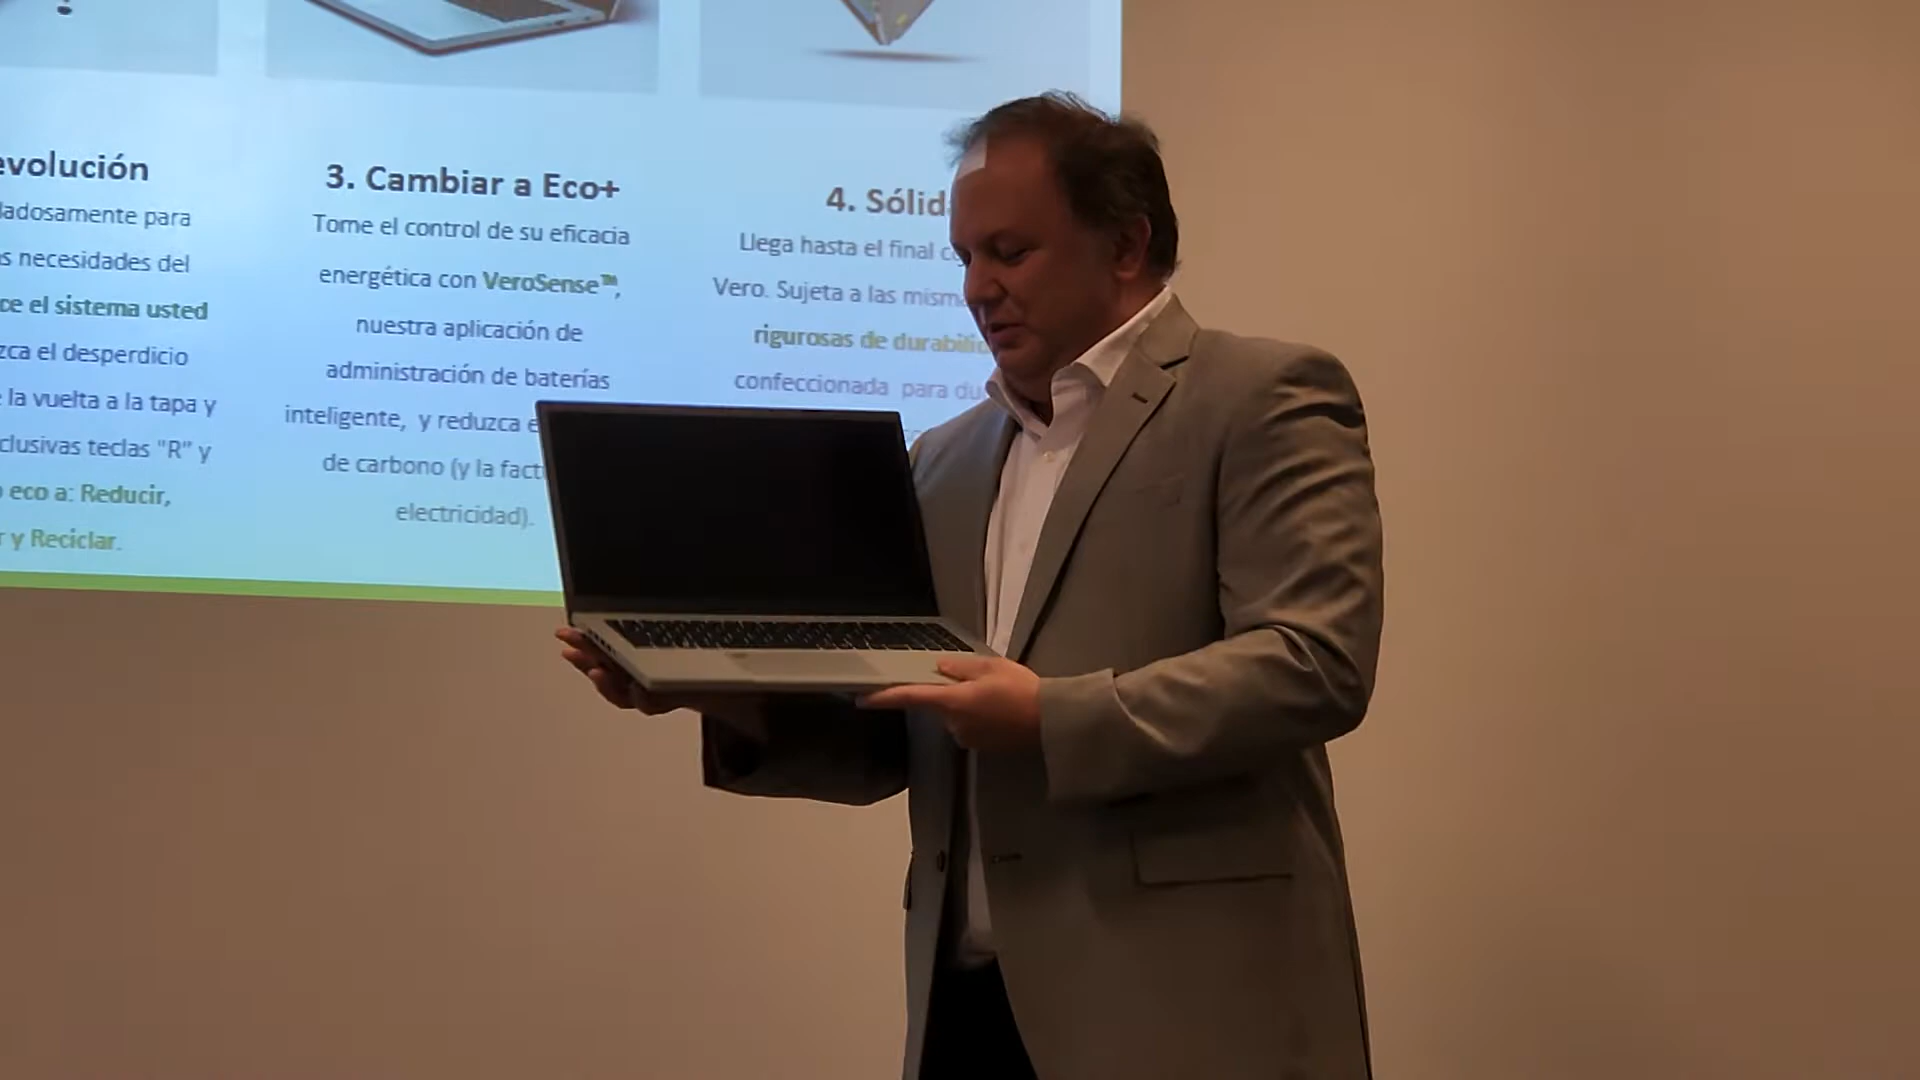 evolución
dadosamente para
s necesidades del
ce el sistema usted
zca el desperdicio
la vuelta a la tapa y
clusivas teclas "R" y
eco a: Reducir,
r y Reciclar.
3. Cambiar a Eco+
Tome el control de su eficacia
energética con VeroSense™,
nuestra aplicación de
administración de baterías
inteligente, y reduzca
de carbono (y la fact
electricidad).
4. Sólid
Llega hasta el final
Vero. Sujeta a las misma
rigurosas de durabili
confeccionada para du